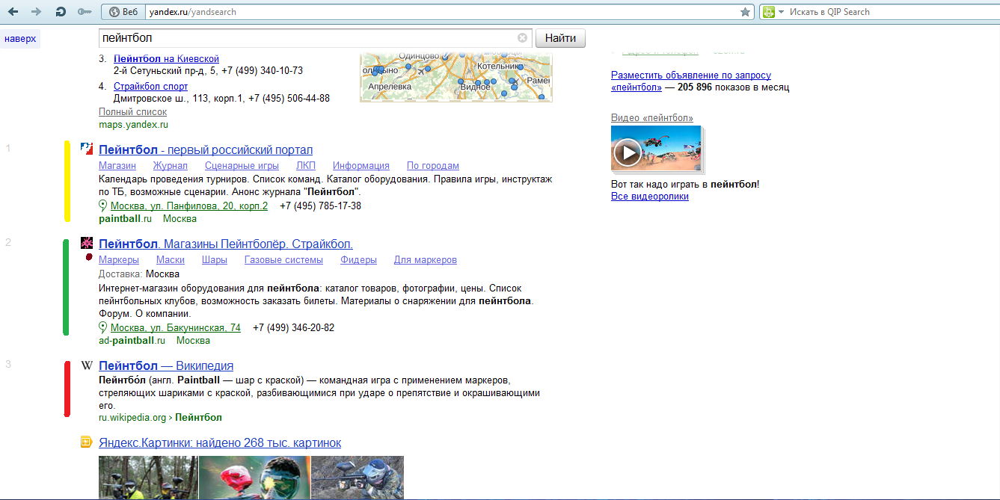 Веб
yandex.ru/yandsearch
Искать в QIP Search
наверх
пейнтбол
Найти
3. Пейнтбол на Киевской
2-й Сетуньский пр-д, 5, +7 (499) 340-10-73
4. Страйкбол спорт
Дмитровское ш., 113, корп.1, +7 (495) 506-44-88
Полный список
maps.yandex.ru
Одинцово
Котельники
Апрелевка
Видное
Рамен
1
Пейнтбол - первый российский портал
Магазин Журнал Сценарные игры ЛКП Информация По городам
Календарь проведения турниров. Список команд. Каталог оборудования. Правила игры, инструктаж
по ТБ, возможные сценарии. Анонс журнала "Пейнтбол".
Москва, ул. Панфилова, 20, корп.2 +7 (495) 785-17-38
paintball.ru Москва
2
Пейнтбол. Магазины Пейнтболёр. Страйкбол.
Маркеры Маски Шары Газовые системы Фидеры Для маркеров
Доставка: Москва
Интернет-магазин оборудования для пейнтбола: каталог товаров, фотографии, цены. Список
пейнтбольных клубов, возможность заказать билеты. Материалы о снаряжении для пейнтбола.
Форум. О компании.
Москва, ул. Бакунинская, 74 +7 (499) 346-20-82
ad-paintball.ru Москва
3
W Пейнтбол — Википедия
Пейнтбо́л (англ. Paintball — шар с краской) — командная игра с применением маркеров,
стреляющих шариками с краской, разбивающимися при ударе о препятствие и окрашивающими
его.
ru.wikipedia.org › Пейнтбол
Яндекс.Картинки: найдено 268 тыс. картинок
Разместить объявление по запросу
«пейнтбол» — 205 896 показов в месяц
Видео «пейнтбол»
Вот так надо играть в пейнтбол!
Все видеоролики